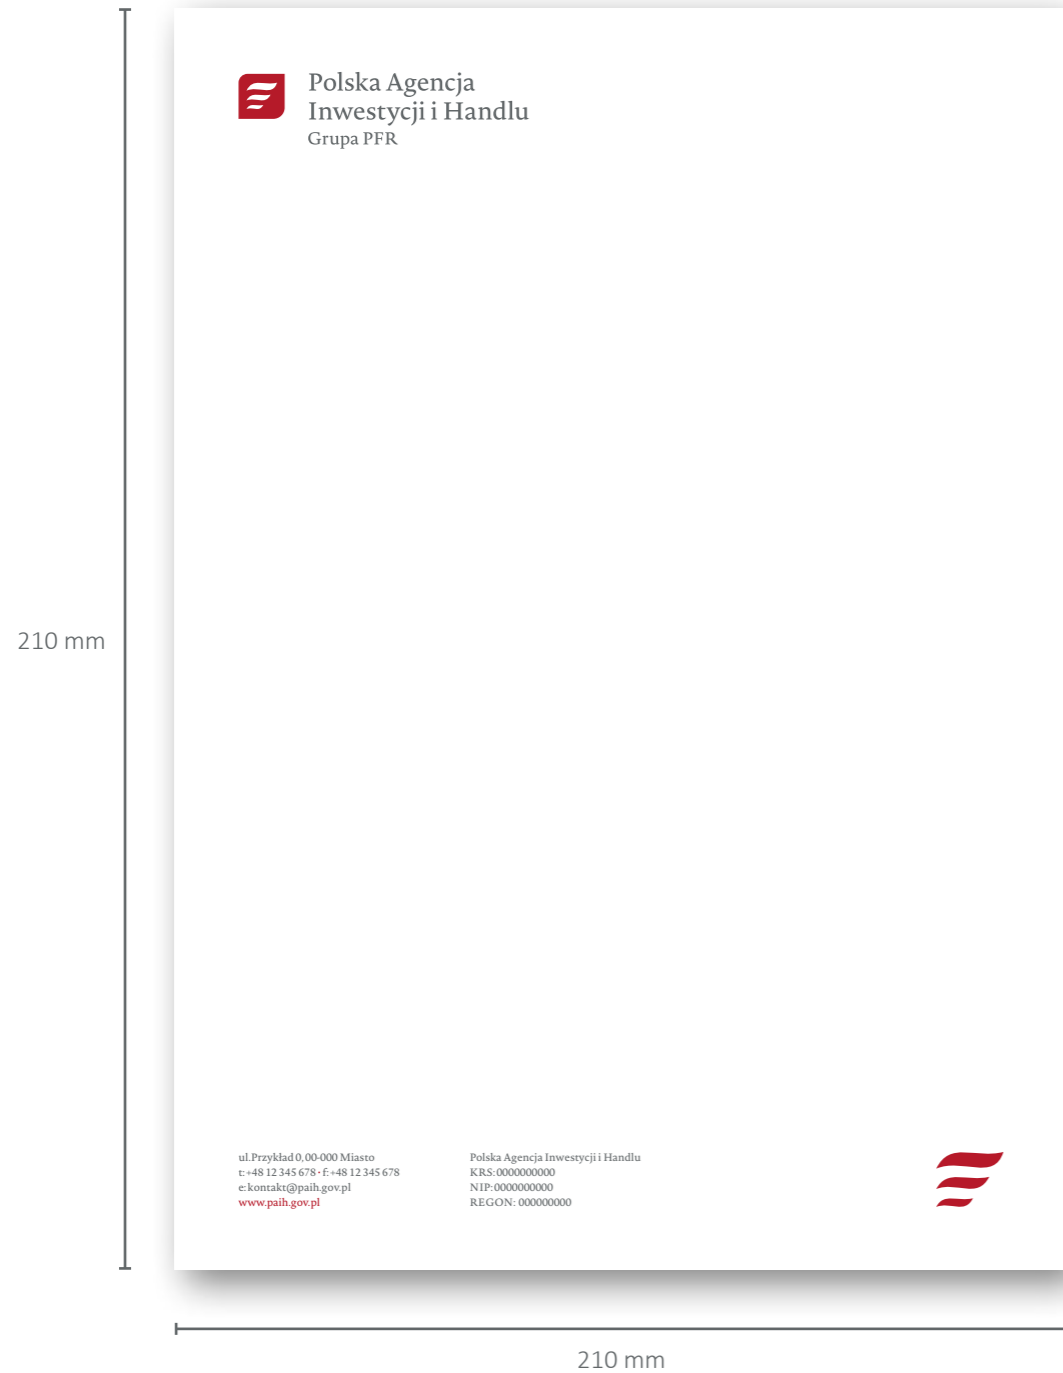 Polska Agencja
Inwestycji i Handlu
Grupa PFR
210 mm
ul.Przykład 0, 00-000 Miasto
t:+48 12 345 678 • f:+48 12 345 678
e:kontakt@paih.gov.pl
www.paih.gov.pl
Polska Agencja Inwestycji i Handlu
KRS:0000000000
NIP:0000000000
REGON: 000000000
210 mm